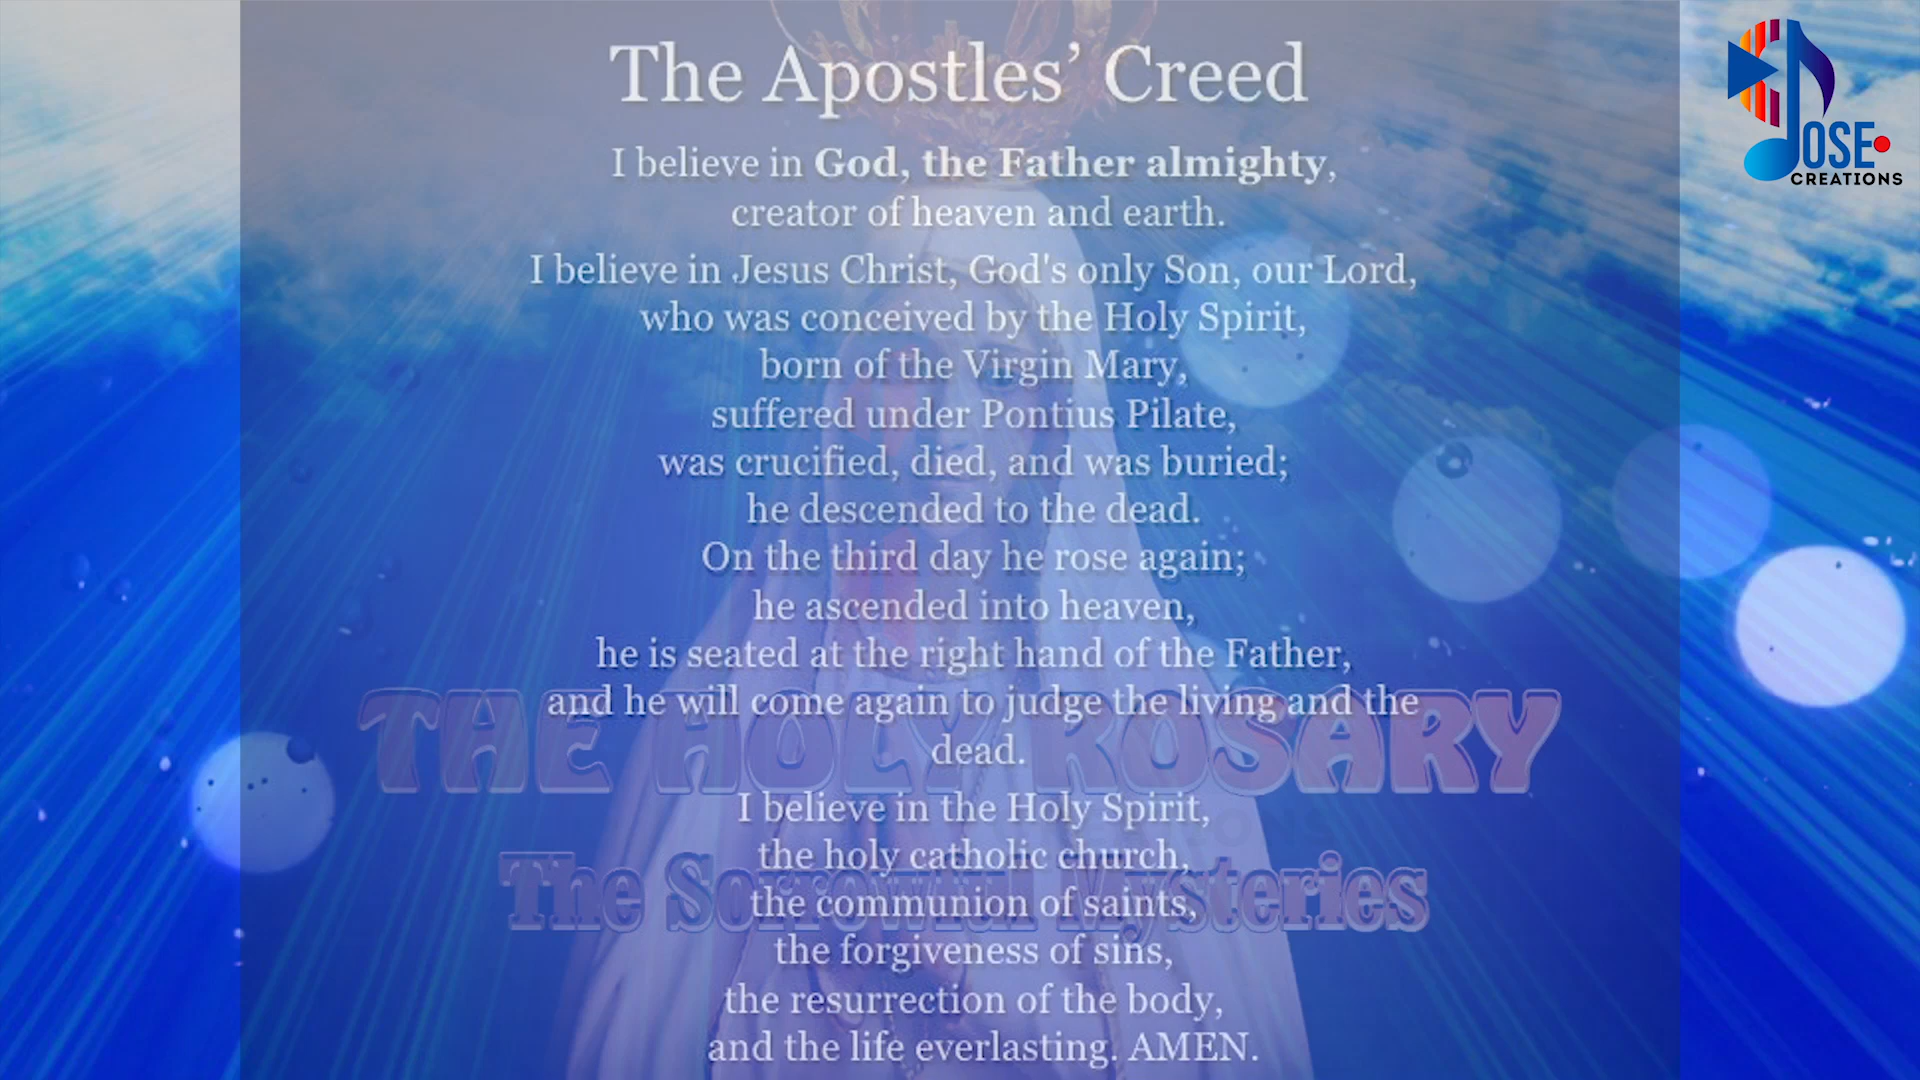 The Apostles’ Creed
I believe in God, the Father almighty,
creator of heaven and earth.
I believe in Jesus Christ, God's only Son, our Lord,
who was conceived by the Holy Spirit,
born of the Virgin Mary,
suffered under Pontius Pilate,
was crucified, died, and was buried;
he descended to the dead.
On the third day he rose again;
he ascended into heaven,
he is seated at the right hand of the Father,
and he will come again to judge the living and the
dead.
I believe in the Holy Spirit,
the holy catholic church,
the communion of saints,
the forgiveness of sins,
the resurrection of the body,
and the life everlasting. AMEN.
THE HOLY ROSARY
The Sorrowful Mysteries
JOSE
CREATIONS